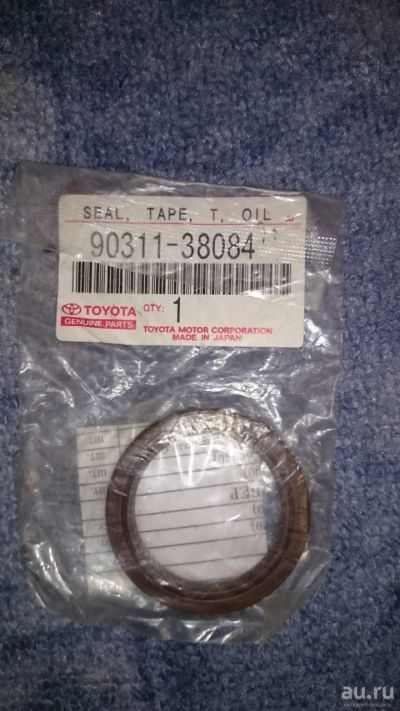 SEAL, TAPE, T, OIL
90311-38084
TOYOTA
GENUINE PARTS
QTY: 1
TOYOTA MOTOR CORPORATION
MADE IN JAPAN
au.ru